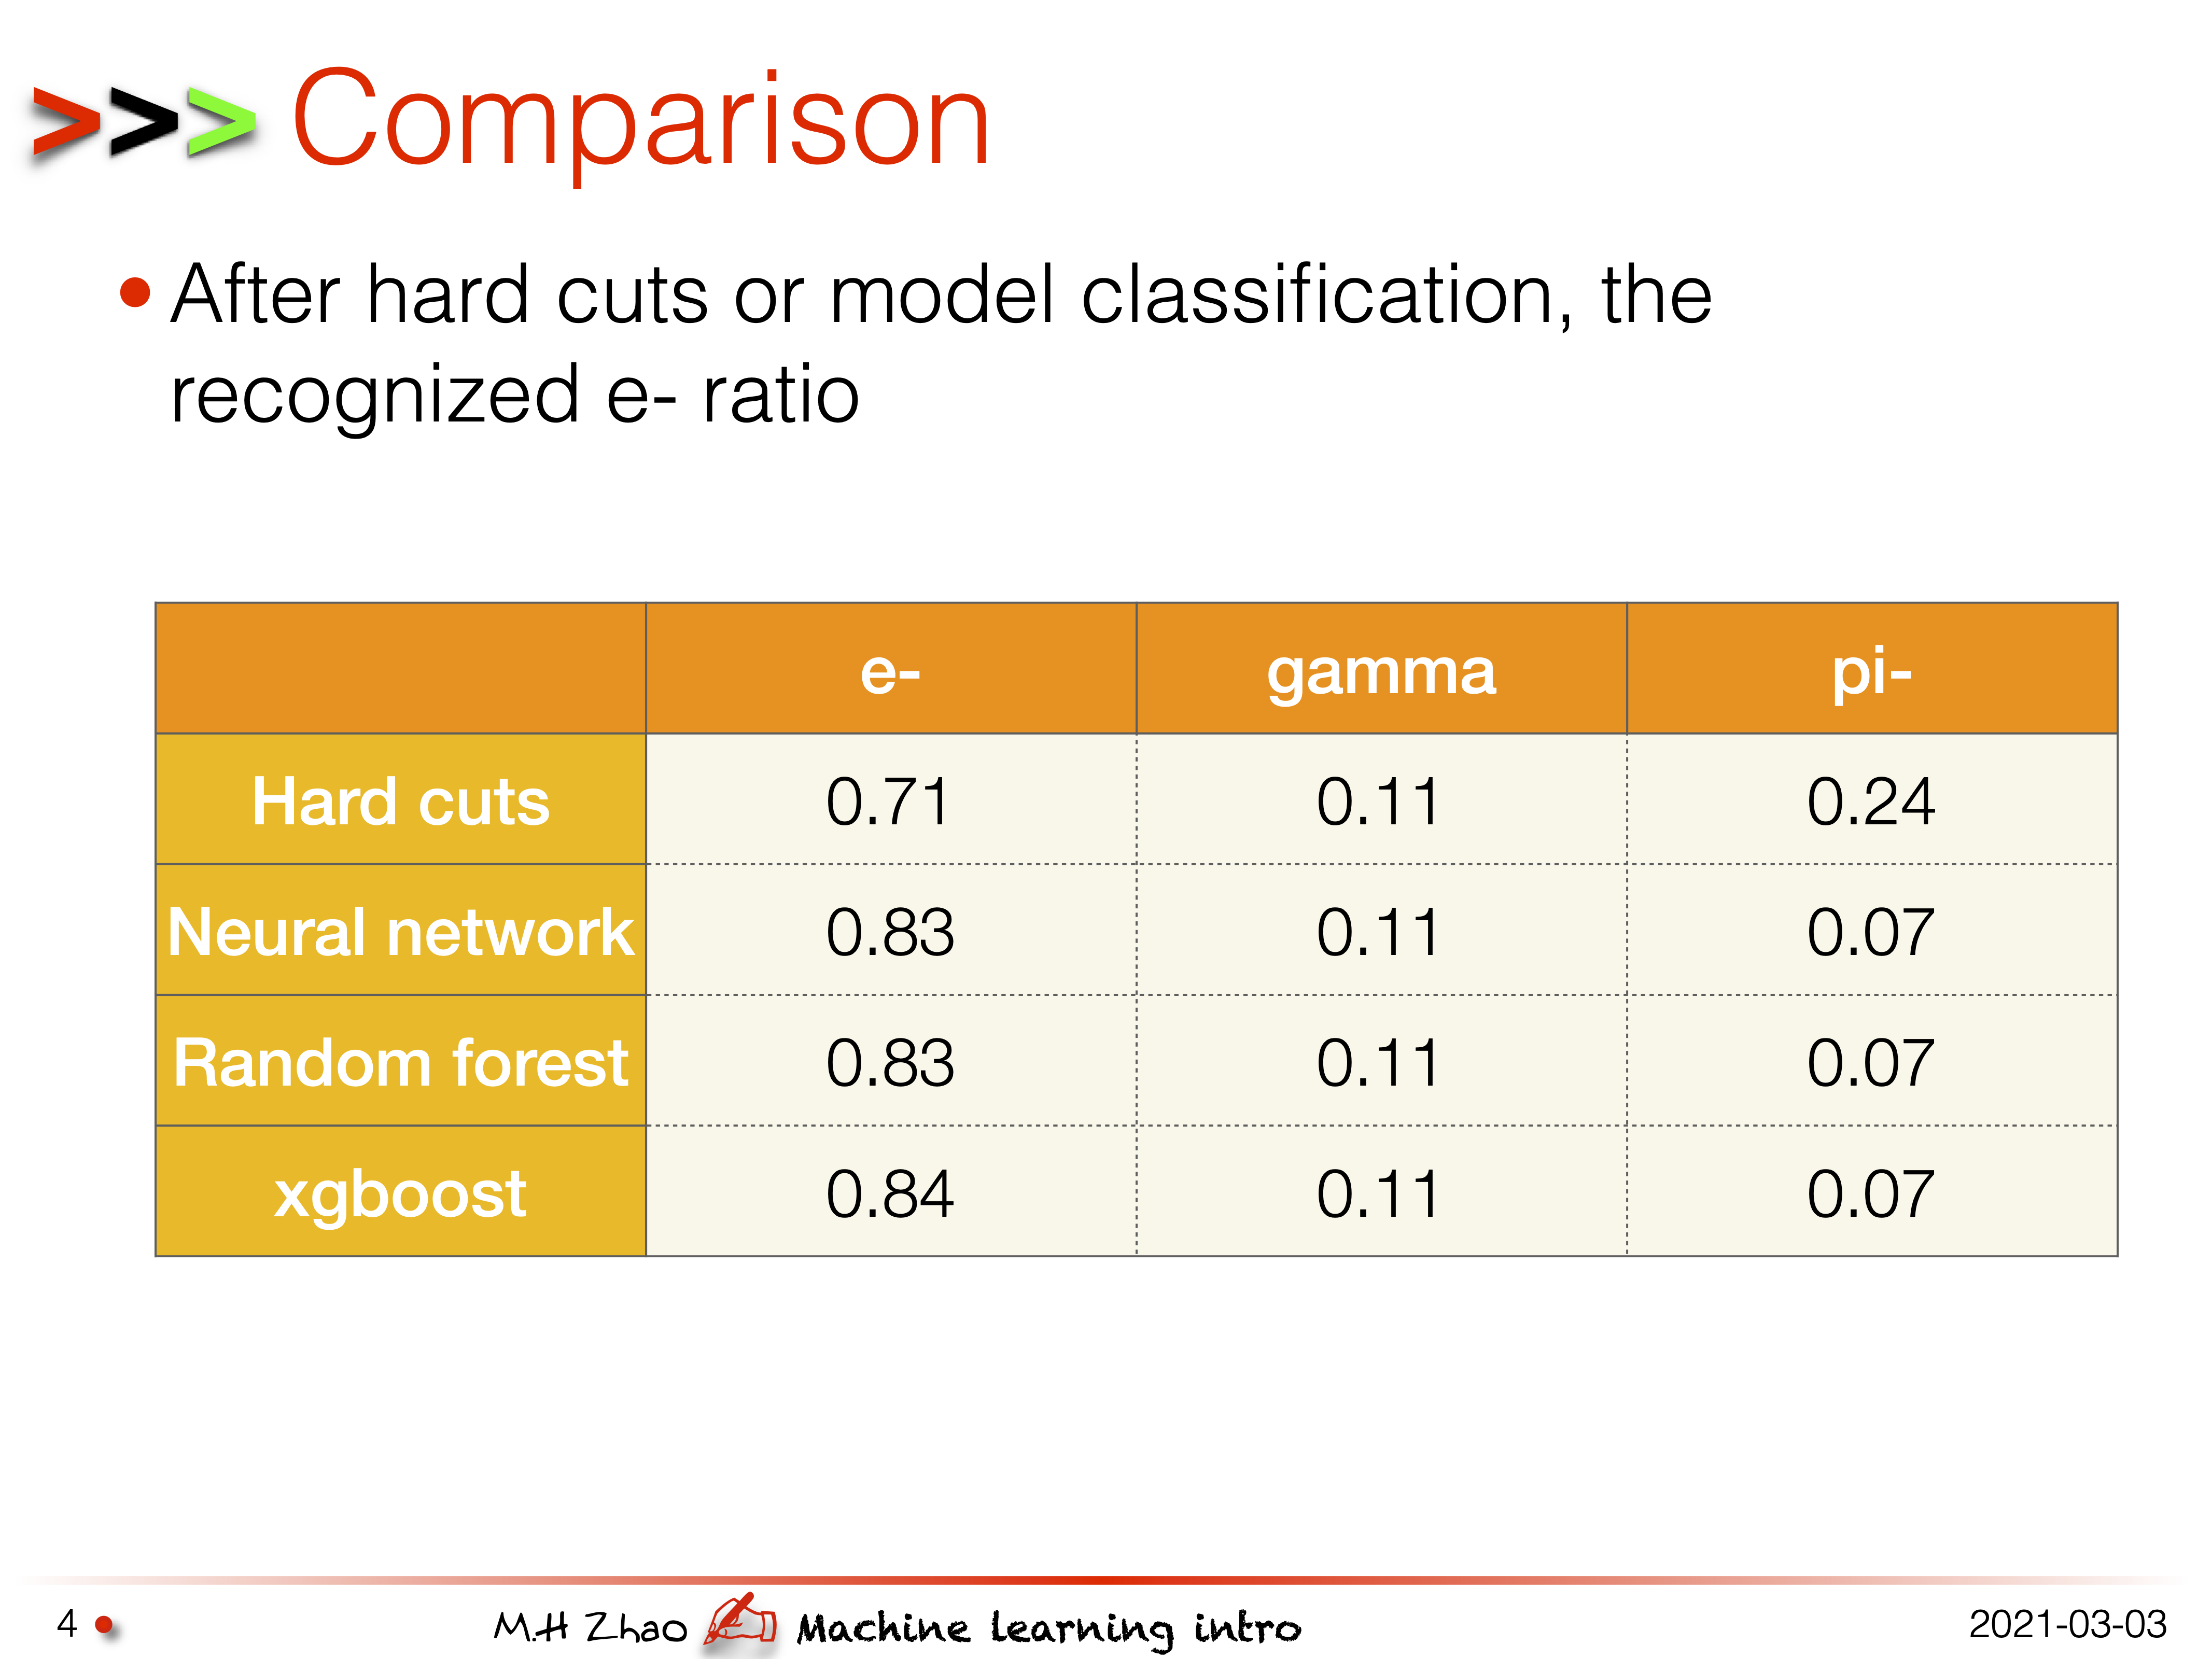 >>> Comparison
• After hard cuts or model classification, the
recognized e- ratio
e- gamma pi-
Hard cuts 0.71 0.11 0.24
Neural network 0.83 0.11 0.07
Random forest 0.83 0.11 0.07
xgboost 0.84 0.11 0.07
4 • M.H Zhao ✍ Machine learning intro 2021-03-03